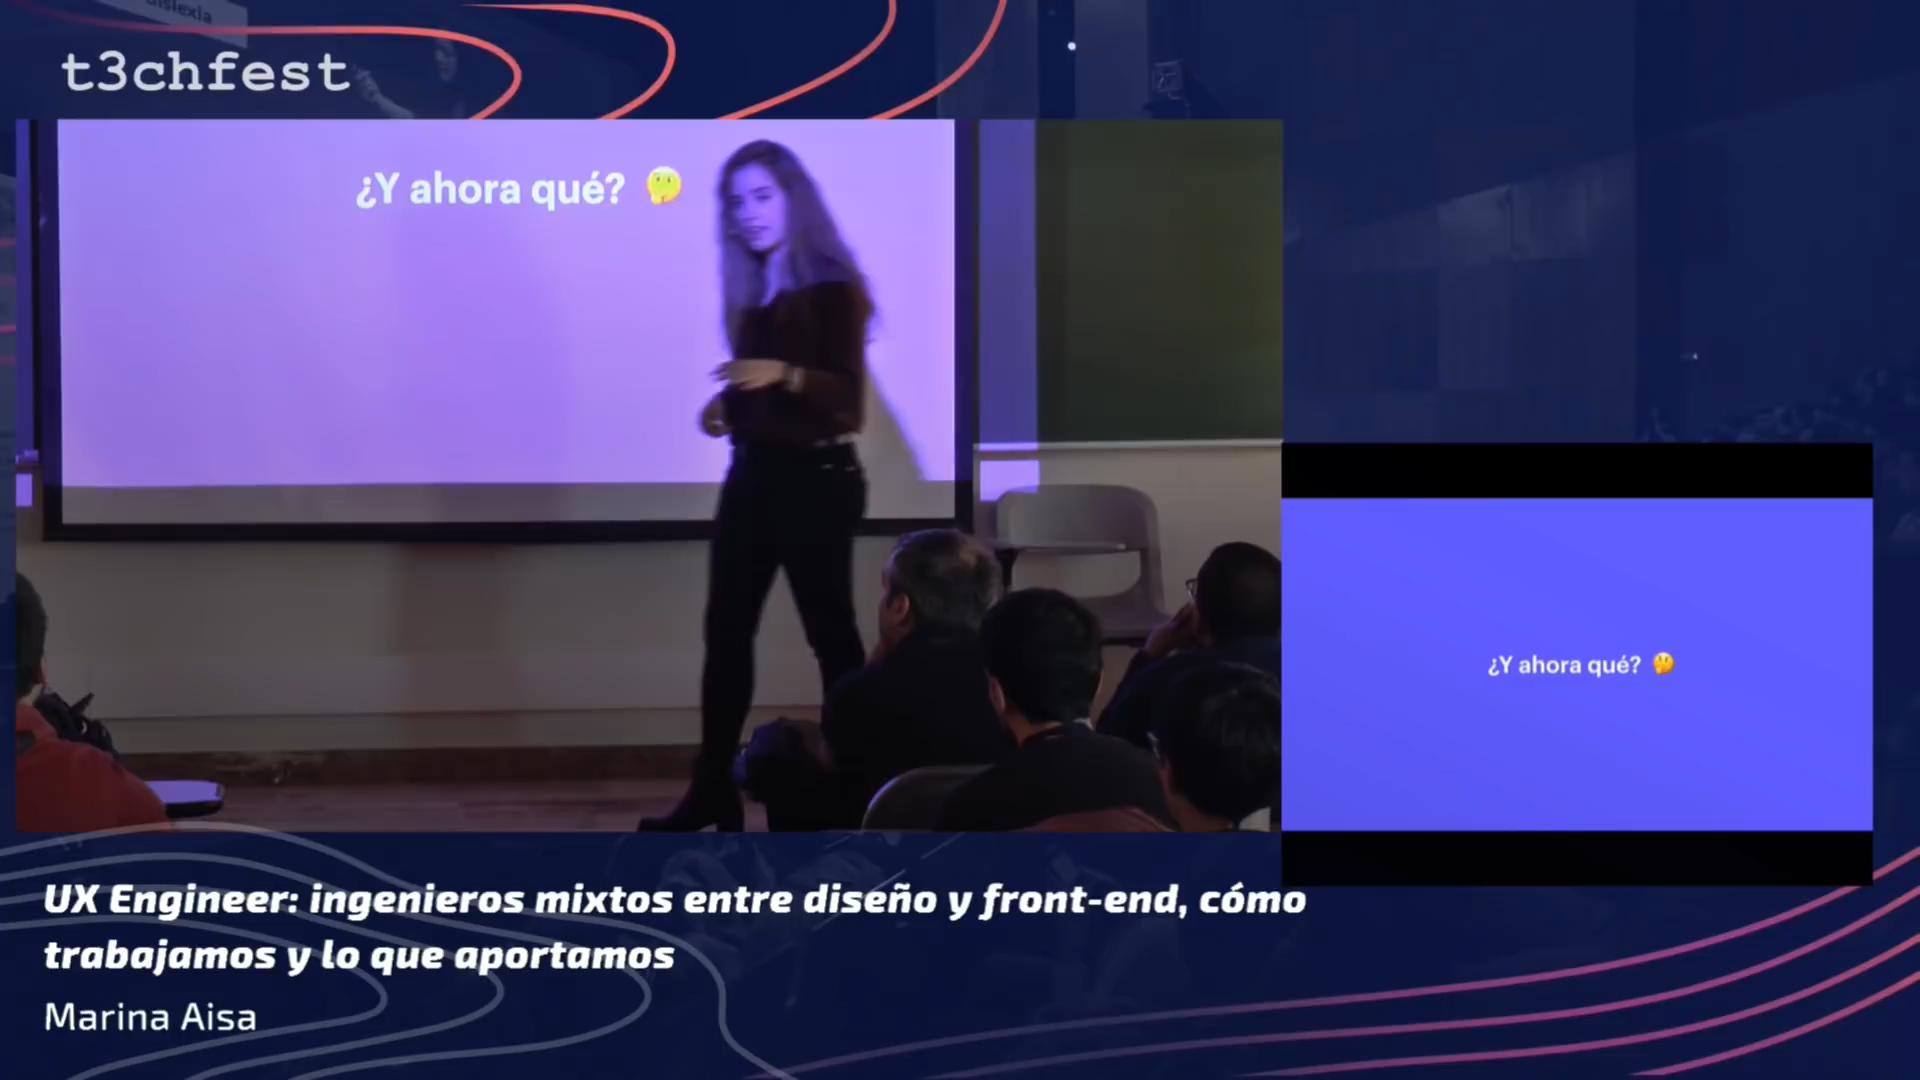 islexia
t3chfest
¿Y ahora qué? 🤔
¿Y ahora qué? 🤔
UX Engineer: ingenieros mixtos entre diseño y front-end, cómo
trabajamos y lo que aportamos
Marina Aisa